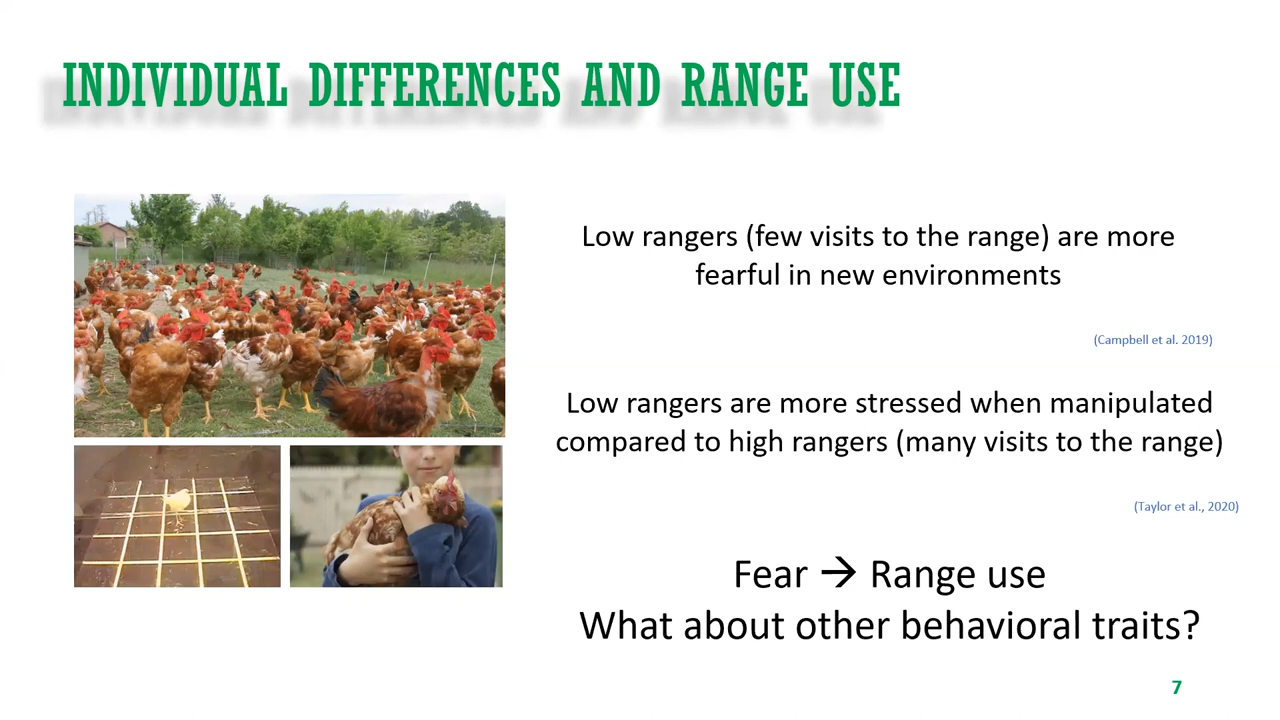 INDIVIDUAL DIFFERENCES AND RANGE USE
Low rangers (few visits to the range) are more
fearful in new environments
(Campbell et al. 2019)
Low rangers are more stressed when manipulated
compared to high rangers (many visits to the range)
(Taylor et al., 2020)
Fear → Range use
What about other behavioral traits?
7